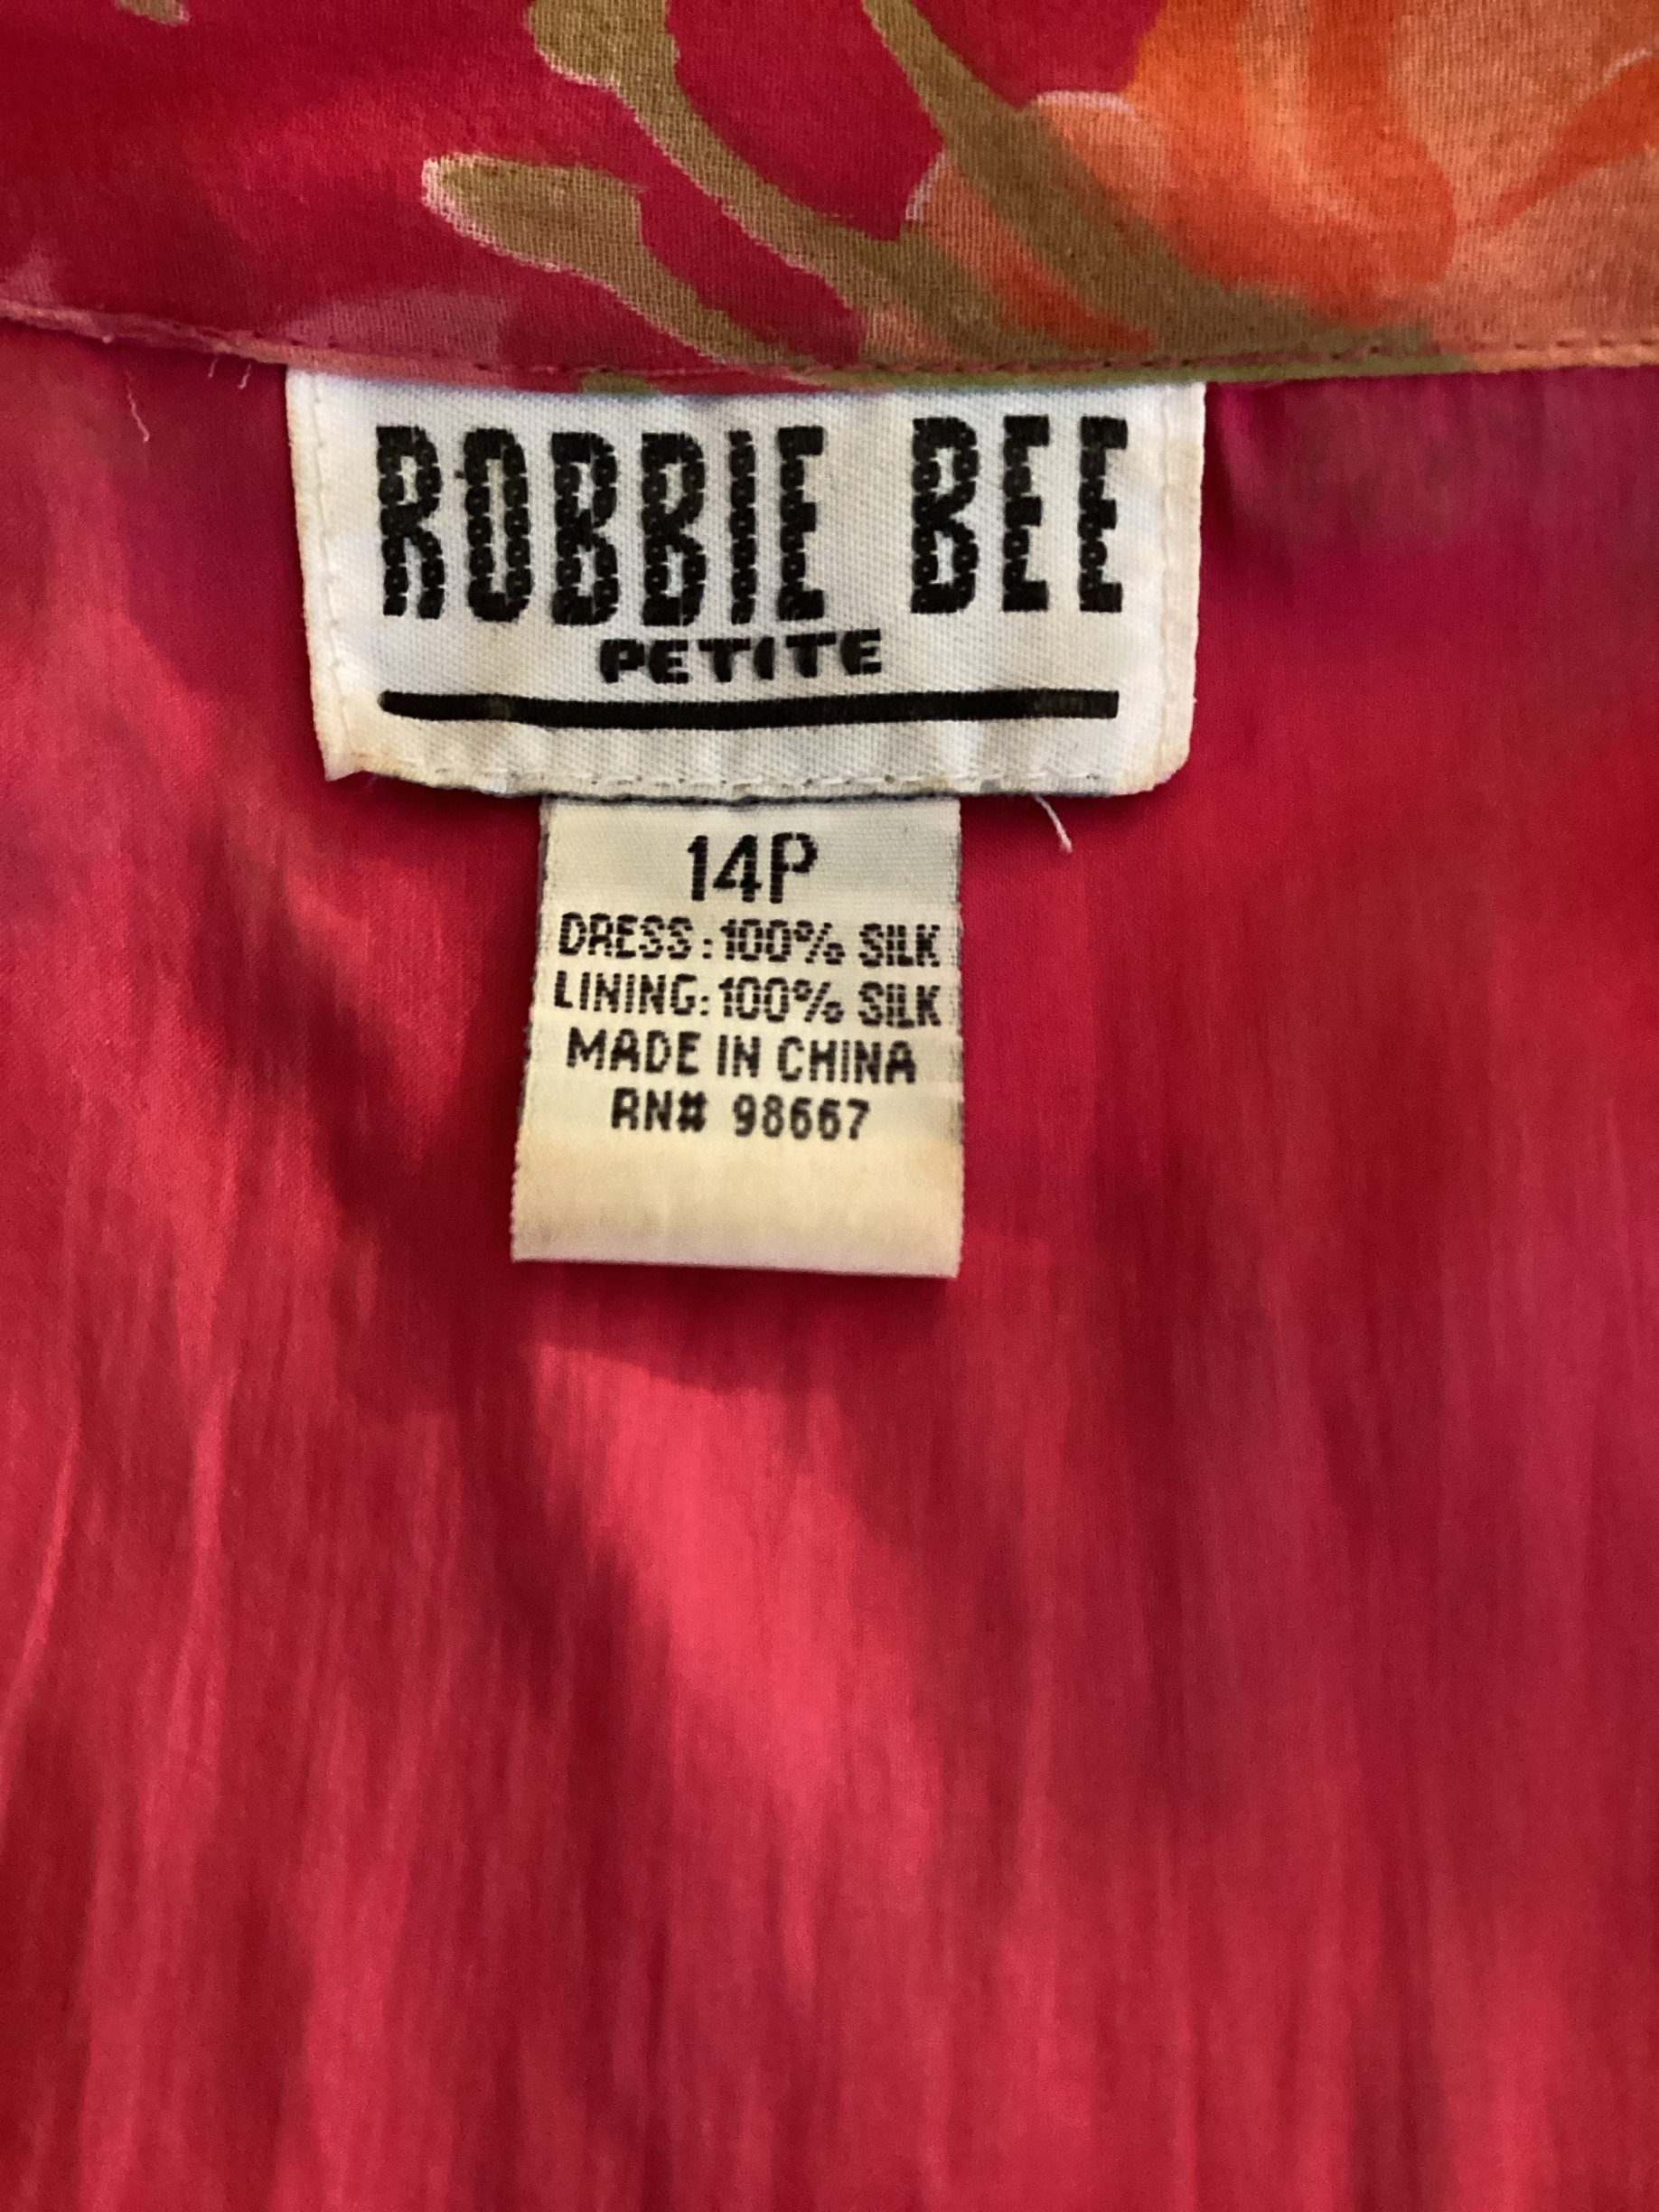 ROBBIE BEE
PETITE
14P
DRESS: 100% SILK
LINING: 100% SILK
MADE IN CHINA
RN# 98667